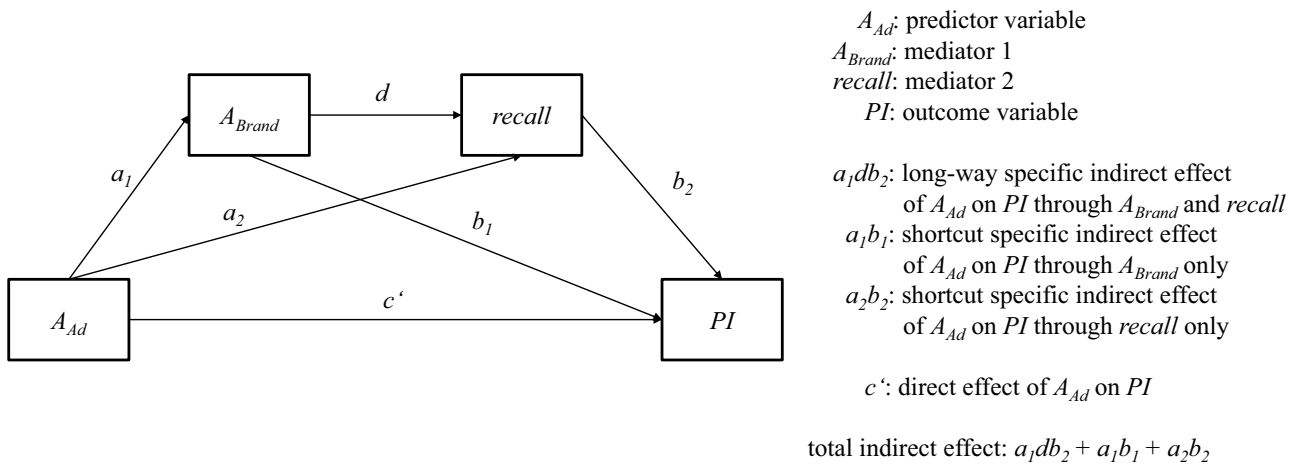 A_Brand
d
recall
a_1
a_2
b_1
b_2
A_Ad
c‘
PI
A_Ad: predictor variable
A_Brand: mediator 1
recall: mediator 2
PI: outcome variable
a_1db_2: long-way specific indirect effect
of A_Ad on PI through A_Brand and recall
a_1b_1: shortcut specific indirect effect
of A_Ad on PI through A_Brand only
a_2b_2: shortcut specific indirect effect
of A_Ad on PI through recall only
c‘: direct effect of A_Ad on PI
total indirect effect: a_1db_2 + a_1b_1 + a_2b_2